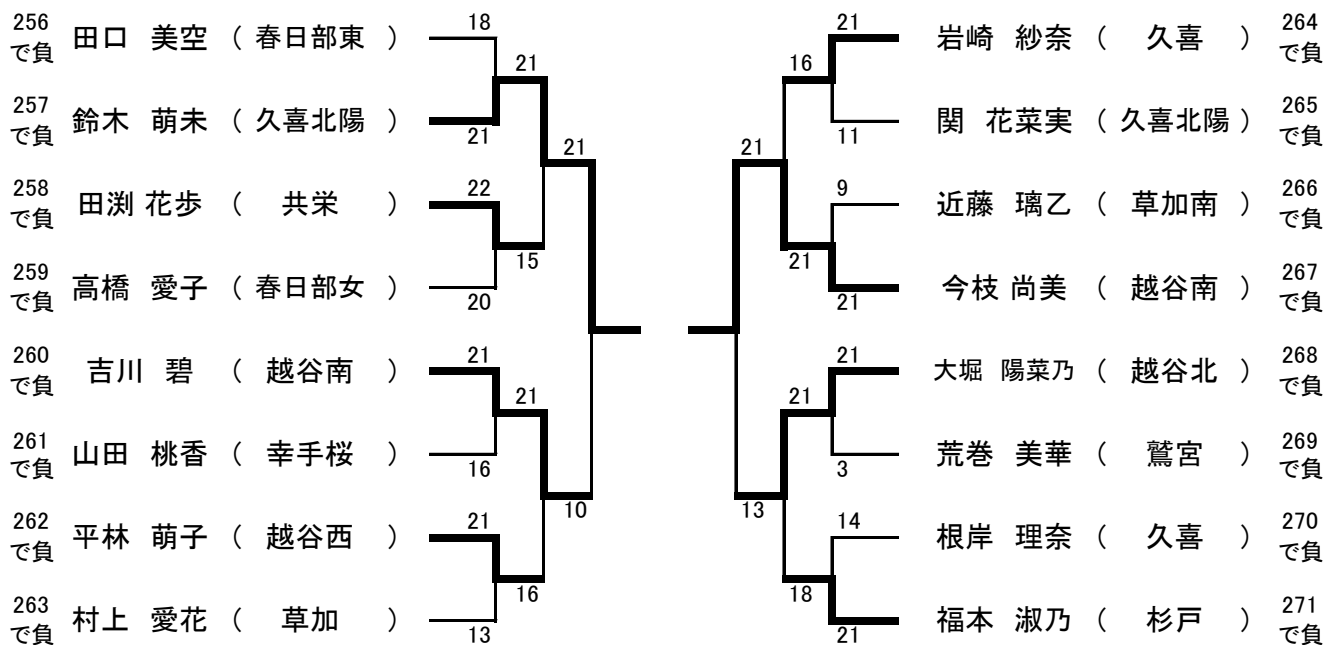 256 で負 田口 美空 ( 春日部東 ) 18
21
257 で負 鈴木 萌未 ( 久喜北陽 ) 21
21
258 で負 田渕 花歩 ( 共栄 ) 22
15
259 で負 高橋 愛子 ( 春日部女 ) 20
260 で負 吉川 碧 ( 越谷南 ) 21
21
261 で負 山田 桃香 ( 幸手桜 ) 16
10
262 で負 平林 萌子 ( 越谷西 ) 21
16
263 で負 村上 愛花 ( 草加 ) 13
21 岩崎 紗奈 ( 久喜 ) 264 で負
16
11 関 花菜実 ( 久喜北陽 ) 265 で負
21
9 近藤 璃乙 ( 草加南 ) 266 で負
21
21 今枝 尚美 ( 越谷南 ) 267 で負
21 大堀 陽菜乃 ( 越谷北 ) 268 で負
21
3 荒巻 美華 ( 鷲宮 ) 269 で負
13
14 根岸 理奈 ( 久喜 ) 270 で負
18
21 福本 淑乃 ( 杉戸 ) 271 で負